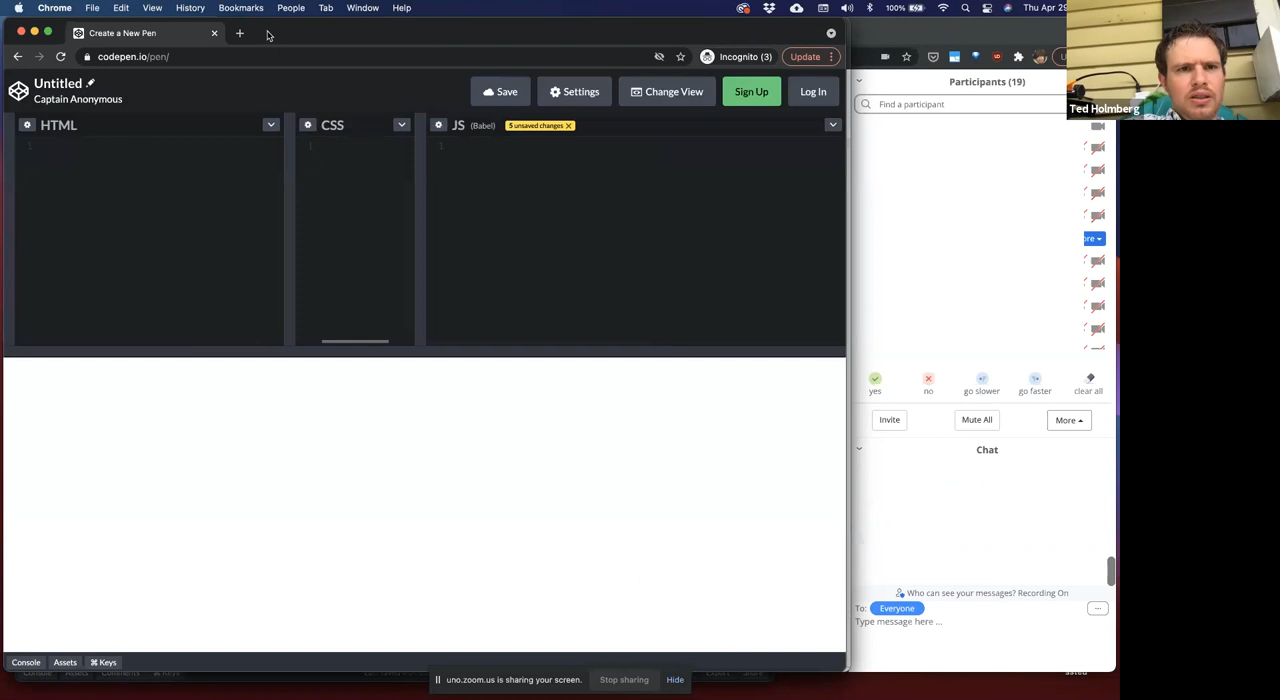 Chrome File Edit View History Bookmarks People Tab Window Help
100% Thu Apr 29
Create a New Pen
codepen.io/pen/
Incognito (3)
Update
Untitled
Captain Anonymous
Save
Settings
Change View
Sign Up
Log In
Participants (19)
Find a participant
Ted Holmberg
HTML
CSS
JS (Babel)
5 unsaved changes
1
1
1
yes
no
go slower
go faster
clear all
Invite
Mute All
More
Chat
Who can see your messages? Recording On
To: Everyone
Type message here ...
Console
Assets
⌘ Keys
uno.zoom.us is sharing your screen.
Stop sharing
Hide